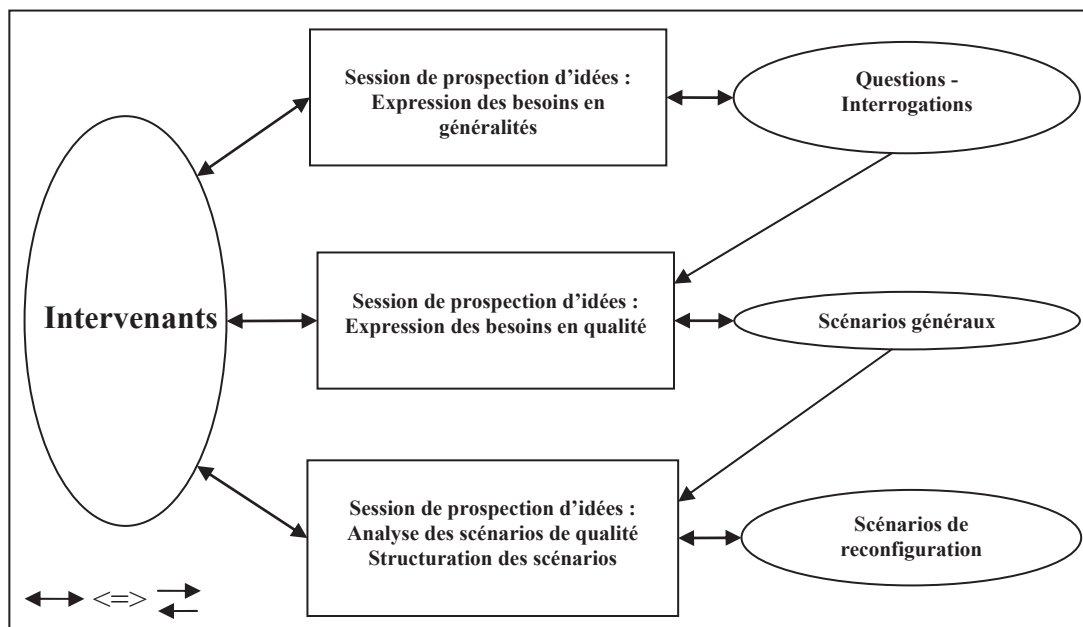 Session de prospection d’idées :
Expression des besoins en
généralités
Questions -
Interrogations
Intervenants
Session de prospection d’idées :
Expression des besoins en qualité
Scénarios généraux
Session de prospection d’idées :
Analyse des scénarios de qualité
Structuration des scénarios
Scénarios de
reconfiguration
<=>